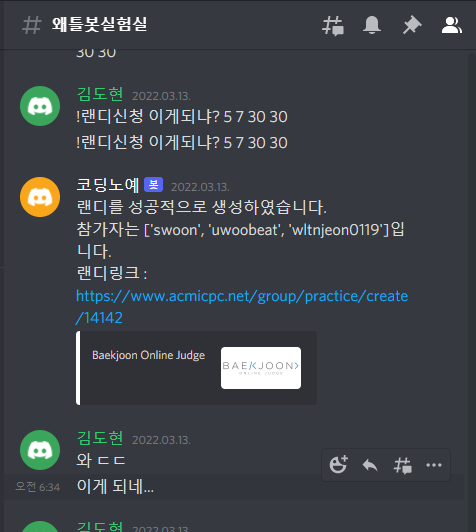 # 왜틀봇실험실
30 30
김도현 2022.03.13.
!랜디신청 이게되냐? 5 7 30 30
!랜디신청 이게되냐? 5 7 30 30
코딩노예 봇 2022.03.13.
랜디를 성공적으로 생성하였습니다.
참가자는 ['swoon', 'uwoobeat', 'wltnjeon0119']입
니다.
랜디링크 :
https://www.acmicpc.net/group/practice/create
/14142
Baekjoon Online Judge
BAEKJOON
ONLINE JUDGE
김도현 2022.03.13.
와 ㄷㄷ
오전 6:34 이게 되네...
김도현 2022.03.13.